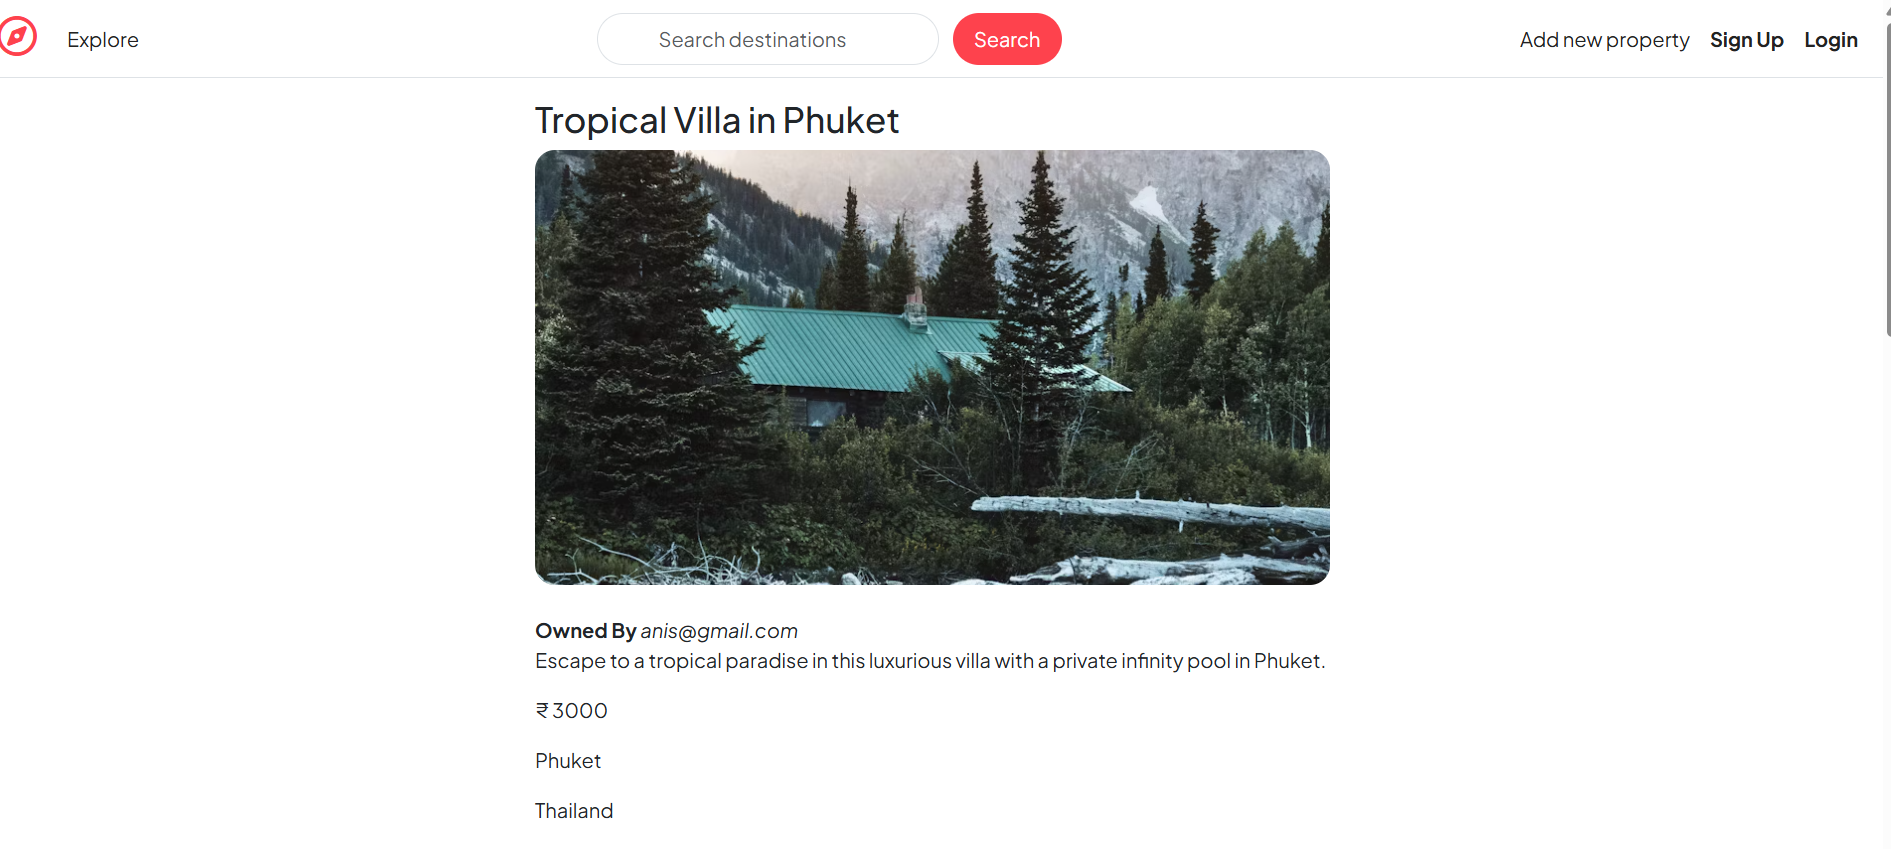 Explore
Search destinations
Search
Add new property
Sign Up
Login
Tropical Villa in Phuket
Owned By anis@gmail.com
Escape to a tropical paradise in this luxurious villa with a private infinity pool in Phuket.
₹ 3000
Phuket
Thailand